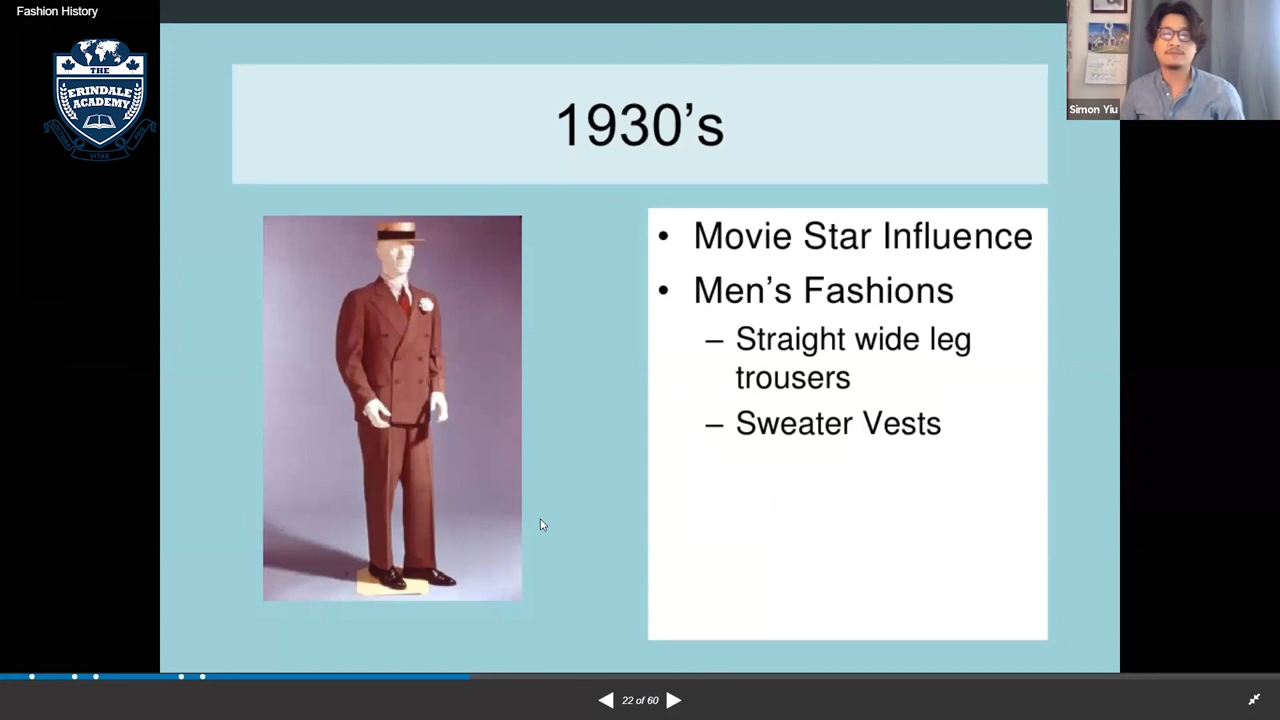 Fashion History
THE
ERINDALE
ACADEMY
VITAE
Simon Yiu
1930’s
• Movie Star Influence
• Men’s Fashions
– Straight wide leg
trousers
– Sweater Vests
22 of 60